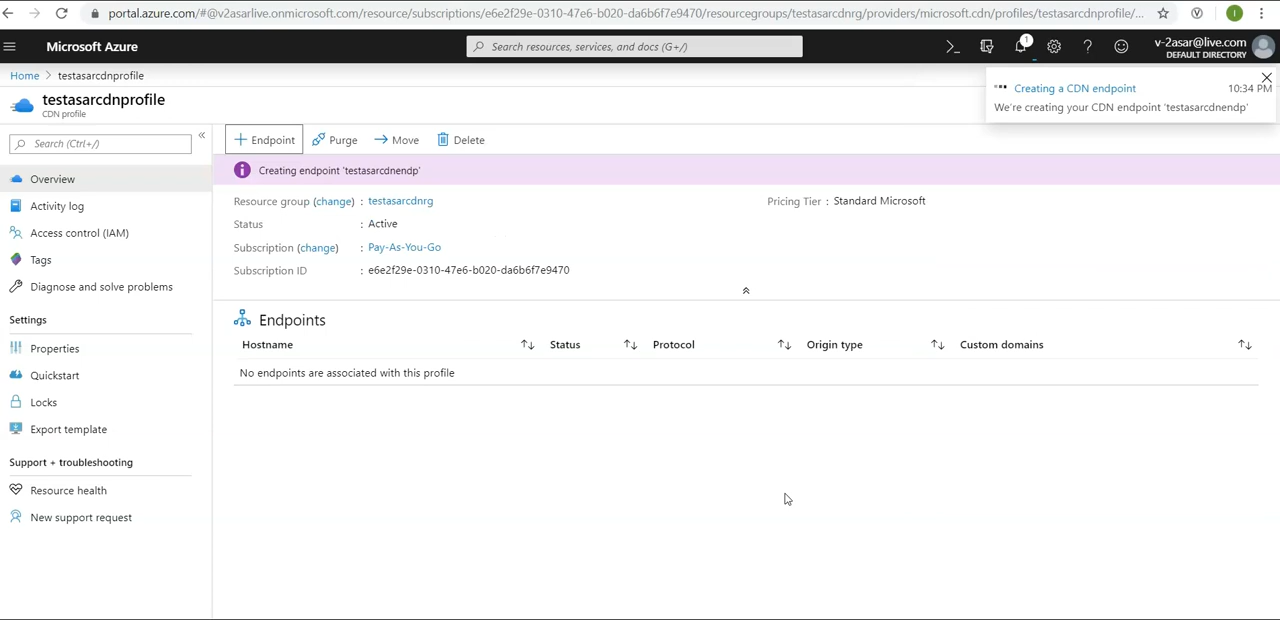 portal.azure.com/#@v2asarlive.onmicrosoft.com/resource/subscriptions/e6e2f29e-0310-47e6-b020-da6b6f7e9470/resourcegroups/testasarcdnrg/providers/microsoft.cdn/profiles/testasarcdnprofile/...
Microsoft Azure
Search resources, services, and docs (G+/)
1
v-2asar@live.com
DEFAULT DIRECTORY
Home > testasarcdnprofile
testasarcdnprofile
CDN profile
Creating a CDN endpoint 10:34 PM
We're creating your CDN endpoint 'testasarcdnendp'
Search (Ctrl+/)
«
Overview
Activity log
Access control (IAM)
Tags
Diagnose and solve problems
Settings
Properties
Quickstart
Locks
Export template
Support + troubleshooting
Resource health
New support request
Endpoint Purge Move Delete
Creating endpoint 'testasarcdnendp'
Resource group (change) : testasarcdnrg
Status : Active
Subscription (change) : Pay-As-You-Go
Subscription ID : e6e2f29e-0310-47e6-b020-da6b6f7e9470
Pricing Tier : Standard Microsoft
Endpoints
Hostname Status Protocol Origin type Custom domains
No endpoints are associated with this profile